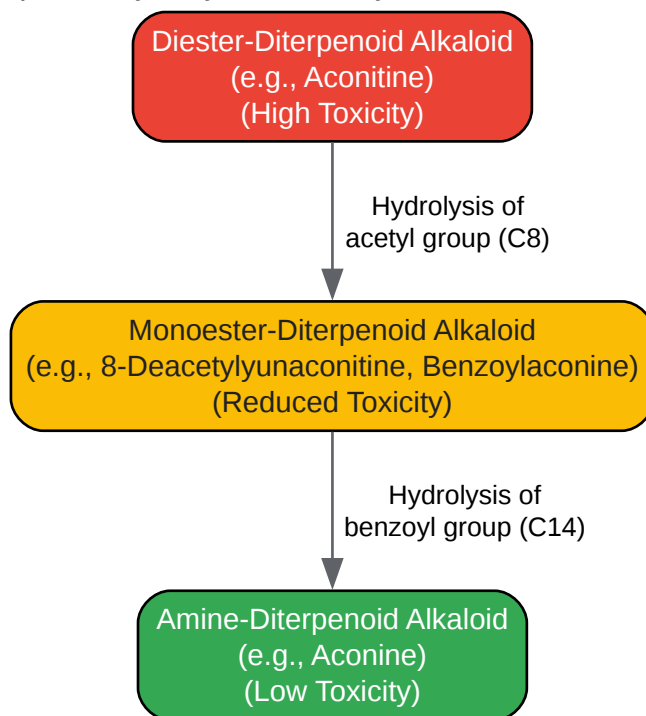 Diester-Diterpenoid Alkaloid
(e.g., Aconitine)
(High Toxicity)
Hydrolysis of
acetyl group (C8)
Monoester-Diterpenoid Alkaloid
(e.g., 8-Deacetylyunaconitine, Benzoylaconine)
(Reduced Toxicity)
Hydrolysis of
benzoyl group (C14)
Amine-Diterpenoid Alkaloid
(e.g., Aconine)
(Low Toxicity)